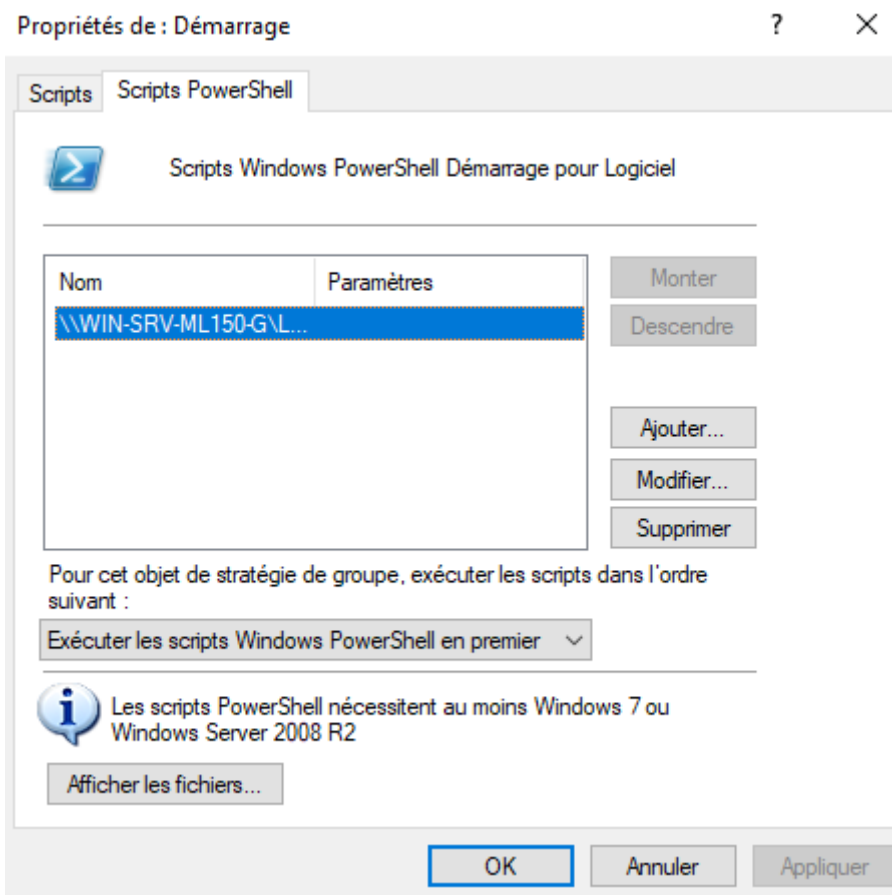 Propriétés de : Démarrage ?
Scripts Scripts PowerShell
Scripts Windows PowerShell Démarrage pour Logiciel
Nom Paramètres
\\WIN-SRV-ML150-G\L...
Monter
Descendre
Ajouter...
Modifier...
Supprimer
Pour cet objet de stratégie de groupe, exécuter les scripts dans l'ordre
suivant :
Exécuter les scripts Windows PowerShell en premier
Les scripts PowerShell nécessitent au moins Windows 7 ou
Windows Server 2008 R2
Afficher les fichiers...
OK Annuler Appliquer